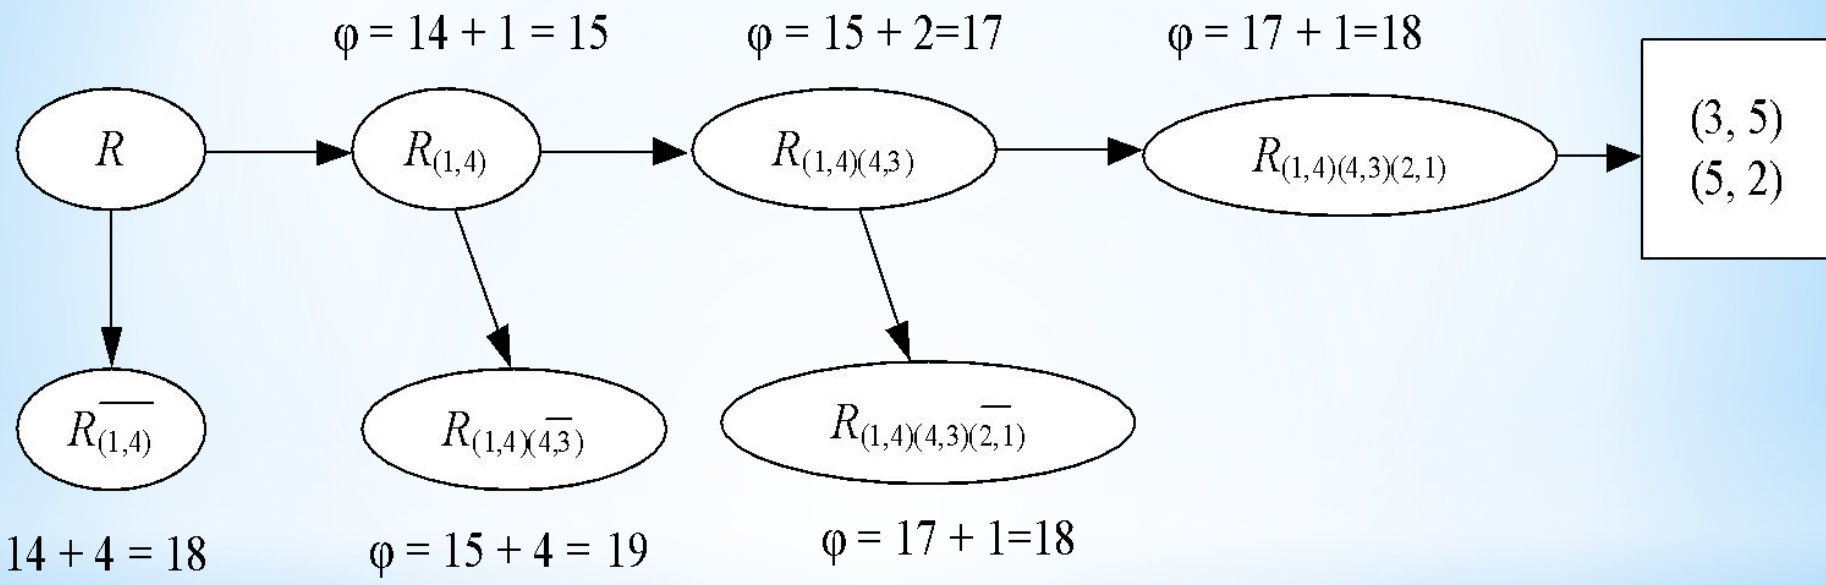 φ = 14 + 1 = 15
φ = 15 + 2=17
φ = 17 + 1=18
R
R(1,4)
R(1,4)(4,3)
R(1,4)(4,3)(2,1)
(3, 5)
(5, 2)
R(1,4)
R(1,4)(4,3)
R(1,4)(4,3)(2,1)
14 + 4 = 18
φ = 15 + 4 = 19
φ = 17 + 1=18